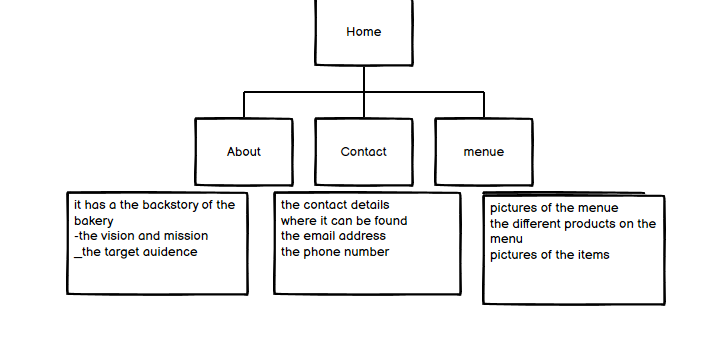 Home
About
Contact
menue
it has a the backstory of the
bakery
-the vision and mission
_the target auidence
the contact details
where it can be found
the email address
the phone number
pictures of the menue
the different products on the
menu
pictures of the items